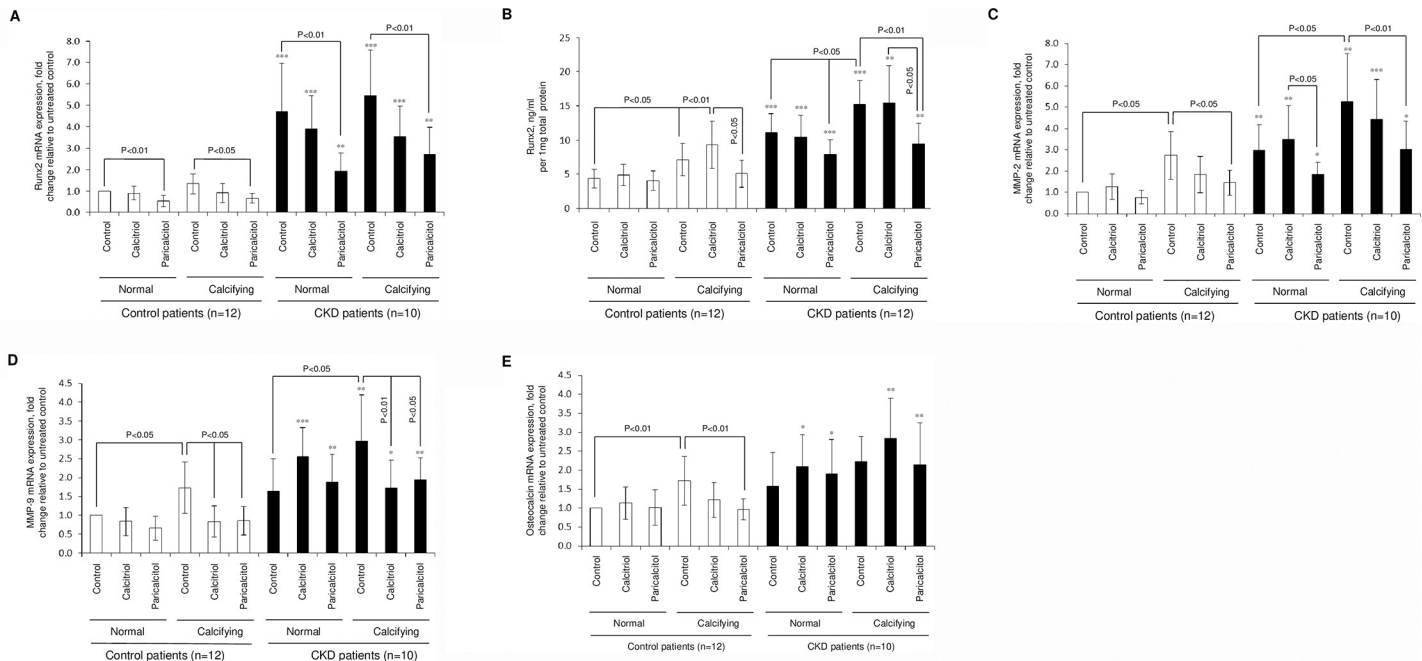 A
Runx2 mRNA expression, fold
change relative to untreated control
8.0
7.0
6.0
5.0
4.0
3.0
2.0
1.0
0.0
P<0.01
P<0.05
P<0.01
P<0.01
***
***
**
***
***
**
Control
Calcitriol
Paricalcitol
Control
Calcitriol
Paricalcitol
Control
Calcitriol
Paricalcitol
Control
Calcitriol
Paricalcitol
Normal
Calcifying
Normal
Calcifying
Control patients (n=12)
CKD patients (n=10)
B
Runx2, ng/ml
per 1mg total protein
25
20
15
10
5
0
P<0.05
P<0.01
P<0.05
P<0.05
P<0.01
P<0.05
***
***
***
***
**
**
Control
Calcitriol
Paricalcitol
Control
Calcitriol
Paricalcitol
Control
Calcitriol
Paricalcitol
Control
Calcitriol
Paricalcitol
Normal
Calcifying
Normal
Calcifying
Control patients (n=12)
CKD patients (n=12)
C
MMP-2 mRNA expression, fold
change relative to untreated control
8.0
7.0
6.0
5.0
4.0
3.0
2.0
1.0
0.0
P<0.05
P<0.05
P<0.05
P<0.05
P<0.01
**
**
*
**
***
*
Control
Calcitriol
Paricalcitol
Control
Calcitriol
Paricalcitol
Control
Calcitriol
Paricalcitol
Control
Calcitriol
Paricalcitol
Normal
Calcifying
Normal
Calcifying
Control patients (n=12)
CKD patients (n=10)
D
MMP-9 mRNA expression, fold
change relative to untreated control
4.5
4.0
3.5
3.0
2.5
2.0
1.5
1.0
0.5
0.0
P<0.05
P<0.05
P<0.05
P<0.01
P<0.05
***
**
**
*
**
Control
Calcitriol
Paricalcitol
Control
Calcitriol
Paricalcitol
Control
Calcitriol
Paricalcitol
Control
Calcitriol
Paricalcitol
Normal
Calcifying
Normal
Calcifying
Control patients (n=12)
CKD patients (n=10)
E
Osteocalcin mRNA expression, fold
change relative to untreated control
4.5
4.0
3.5
3.0
2.5
2.0
1.5
1.0
0.5
0.0
P<0.01
P<0.01
*
*
**
**
Control
Calcitriol
Paricalcitol
Control
Calcitriol
Paricalcitol
Control
Calcitriol
Paricalcitol
Control
Calcitriol
Paricalcitol
Normal
Calcifying
Normal
Calcifying
Control patients (n=12)
CKD patients (n=10)